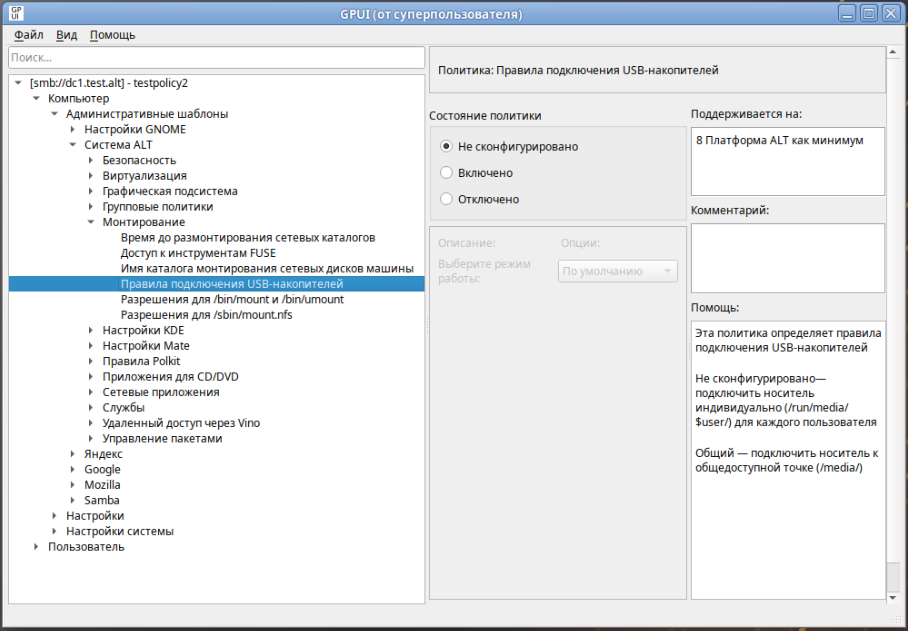 GPUI
GPUI (от суперпользователя)
Файл Вид Помощь
Поиск...
[smb://dc1.test.alt] - testpolicy2
Компьютер
Административные шаблоны
Настройки GNOME
Система ALT
Безопасность
Виртуализация
Графическая подсистема
Групповые политики
Монтирование
Время до размонтирования сетевых каталогов
Доступ к инструментам FUSE
Имя каталога монтирования сетевых дисков машины
Правила подключения USB-накопителей
Разрешения для /bin/mount и /bin/umount
Разрешения для /sbin/mount.nfs
Настройки KDE
Настройки Mate
Правила Polkit
Приложения для CD/DVD
Сетевые приложения
Службы
Удаленный доступ через Vino
Управление пакетами
Яндекс
Google
Mozilla
Samba
Настройки
Настройки системы
Пользователь
Политика: Правила подключения USB-накопителей
Состояние политики
Не сконфигурировано
Включено
Отключено
Описание: Опции:
Выберите режим
работы:
По умолчанию
Поддерживается на:
8 Платформа ALT как минимум
Комментарий:
Помощь:
Эта политика определяет правила
подключения USB-накопителей
Не сконфигурировано—
подключить носитель
индивидуально (/run/media/
$user/) для каждого пользователя
Общий — подключить носитель к
общедоступной точке (/media/)